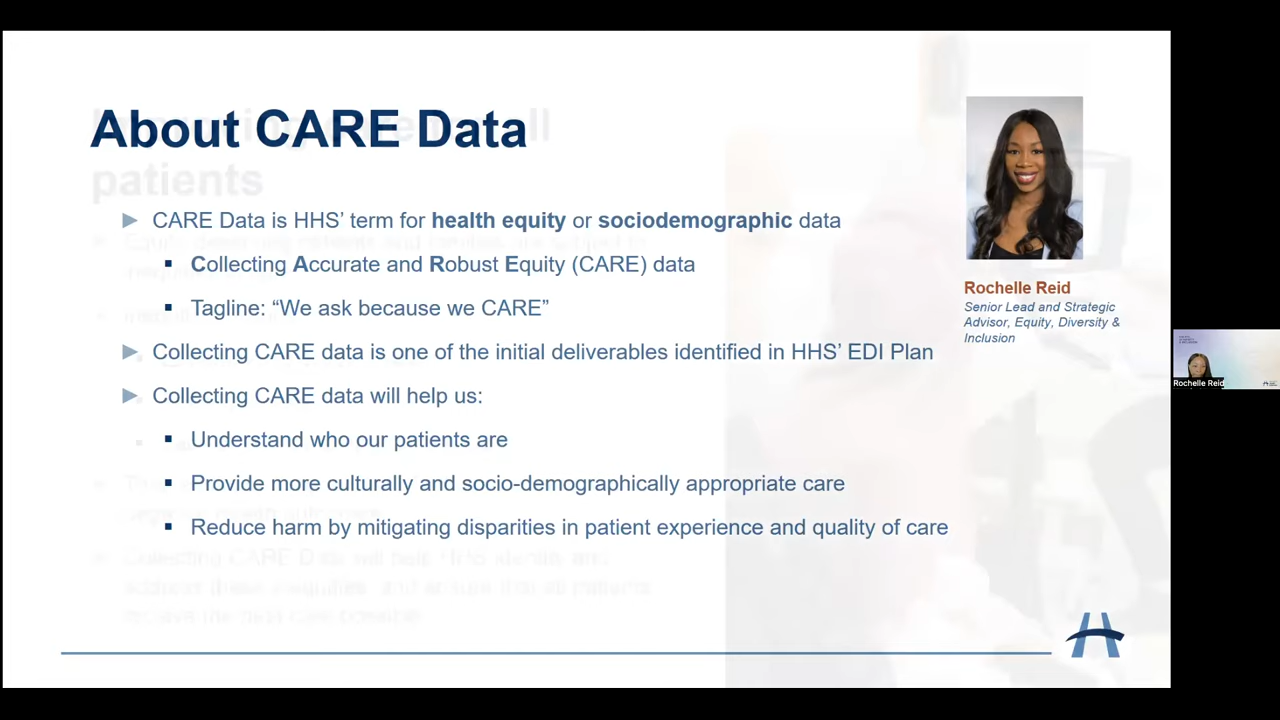 About CARE Data
patients
CARE Data is HHS’ term for health equity or sociodemographic data
Collecting Accurate and Robust Equity (CARE) data
Tagline: “We ask because we CARE”
Collecting CARE data is one of the initial deliverables identified in HHS’ EDI Plan
Collecting CARE data will help us:
Understand who our patients are
Provide more culturally and socio-demographically appropriate care
Reduce harm by mitigating disparities in patient experience and quality of care
Rochelle Reid
Senior Lead and Strategic
Advisor, Equity, Diversity &
Inclusion
Rochelle Reid